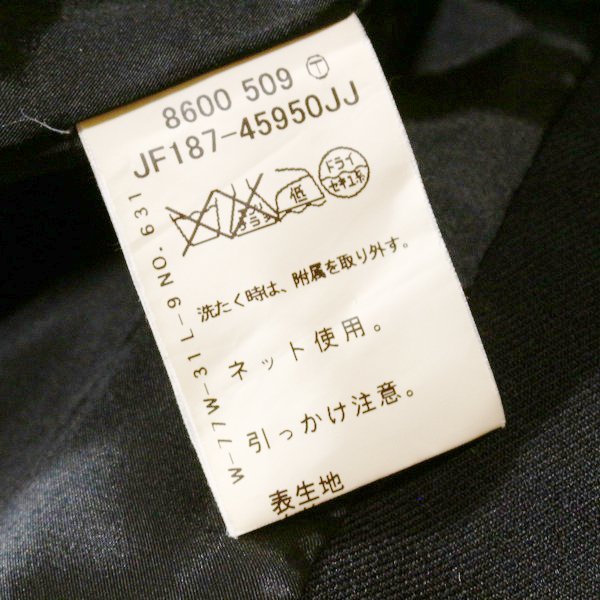 8600 509 Ⓣ
JF187-45950JJ
低
ドライ
セキユ系
洗たく時は、附属を取り外す。
ネット使用。
引っかけ注意。
表生地
W-77W-31L-9NO.631